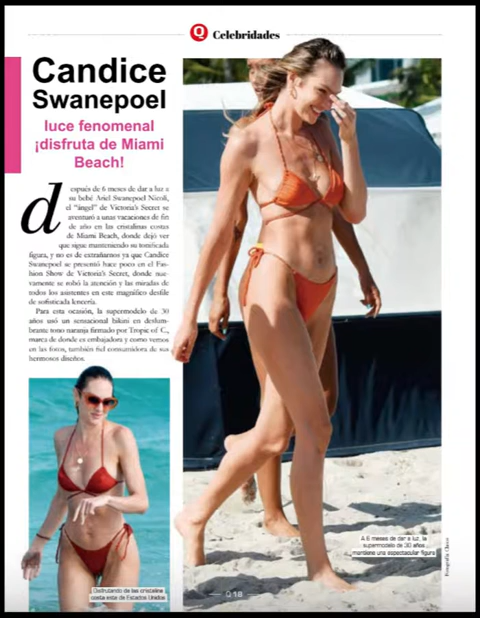 Q Celebridades
Candice
Swanepoel
luce fenomenal
¡disfruta de Miami
Beach!
después de 6 meses de dar a luz a
su bebé Ariel Swanepoel Nicoli,
el "ángel" de Victoria's Secret se
aventuró a unas vacaciones de fin
de año en las cristalinas costas
de Miami Beach, donde dejó ver
que sigue manteniendo su tonificada
figura, y no es de extrañarnos ya que Candice
Swanepoel se presentó hace poco en el Fas-
hion Show de Victoria's Secret, donde nue-
vamente se robó la atención y las miradas de
todos los asistentes en este magnífico desfile
de sofisticada lencería.
Para esta ocasión, la supermodelo de 30
años usó un sensacional bikini en deslum-
brante tono naranja firmado por Tropic of C,
marca de donde es embajadora y como vemos
en las fotos, también fiel consumidora de sus
hermosos diseños.
Disfrutando de las cristalinas
costa este de Estados Unidos
A 6 meses de dar a luz, la
supermodelo de 30 años
mantiene una espectacular figura
Q 18